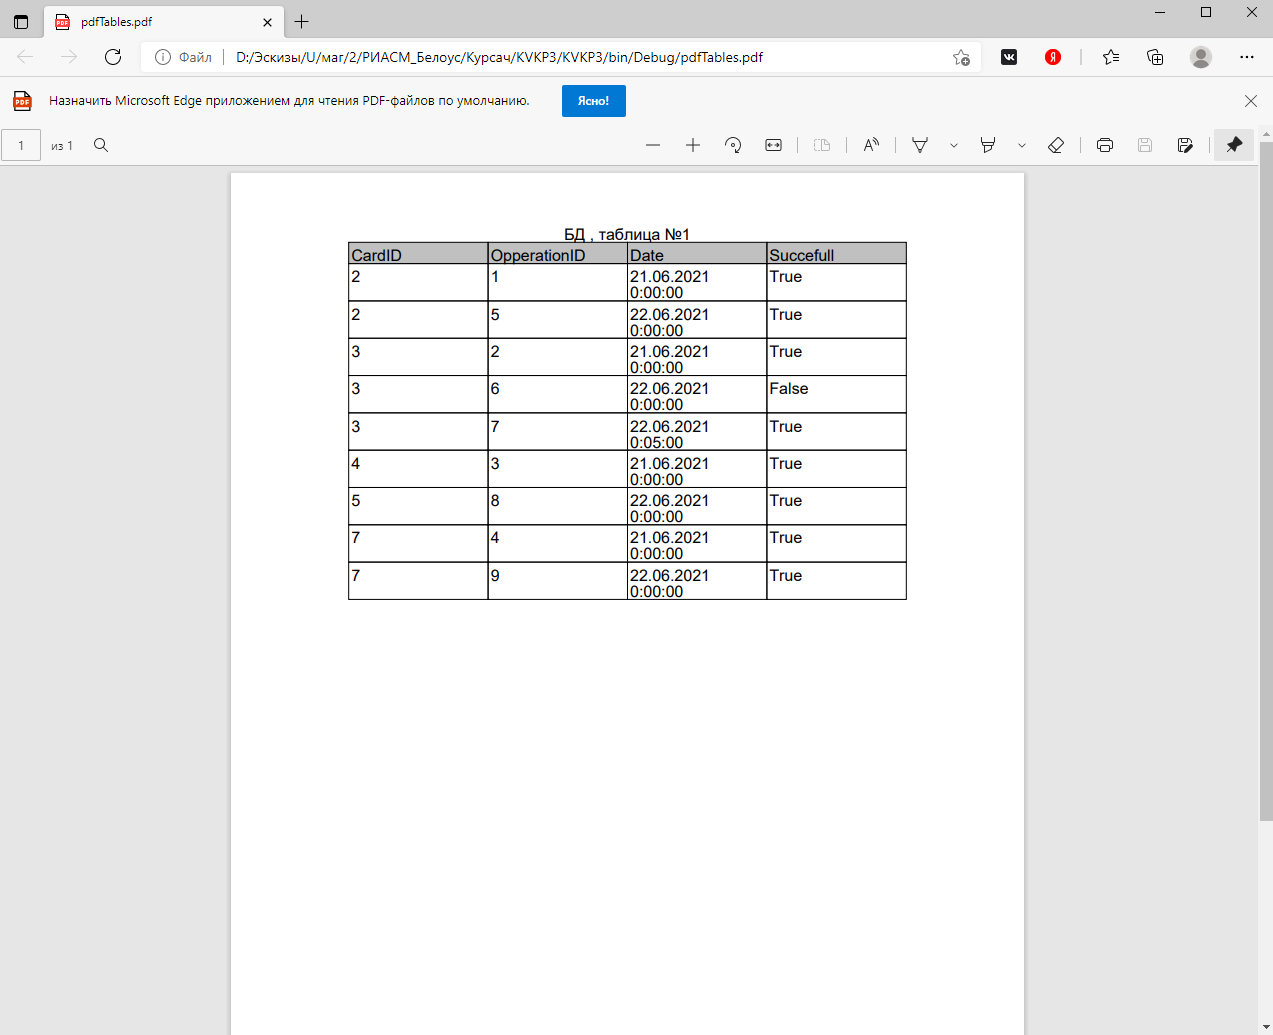 pdfTables.pdf
Файл
D:/Эскизы/U/маг/2/РИАСМ_Белоус/Курсач/KVKP3/KVKP3/bin/Debug/pdfTables.pdf
Я
PDF Назначить Microsoft Edge приложением для чтения PDF-файлов по умолчанию. Ясно!
1 из 1
БД , таблица №1
CardID OpperationID Date Succefull
2 1 21.06.2021 True
0:00:00
2 5 22.06.2021 True
0:00:00
3 2 21.06.2021 True
0:00:00
3 6 22.06.2021 False
0:00:00
3 7 22.06.2021 True
0:05:00
4 3 21.06.2021 True
0:00:00
5 8 22.06.2021 True
0:00:00
7 4 21.06.2021 True
0:00:00
7 9 22.06.2021 True
0:00:00